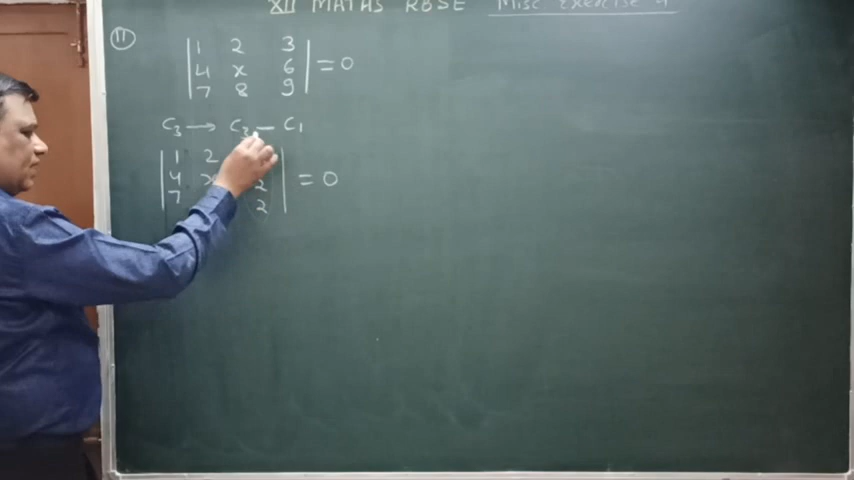 XII MATHS RBSE Misc Exercise 4
11
1 2 3
4 x 6 = 0
7 8 9
C3 → C3 — C1
1 2
4 x 2 = 0
7 2